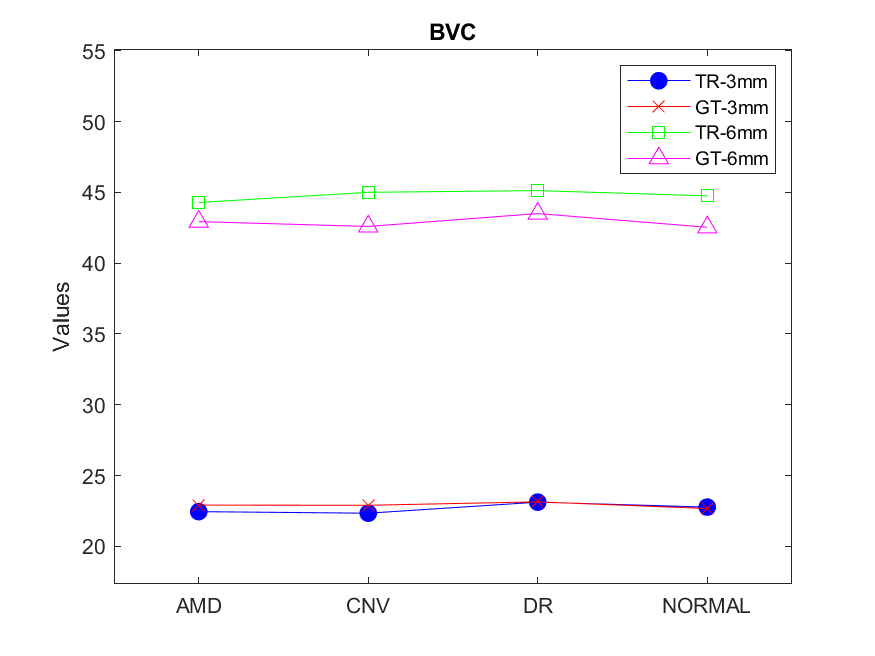 BVC
55
50
45
40
35
30
25
20
Values
TR-3mm
GT-3mm
TR-6mm
GT-6mm
AMD CNV DR NORMAL